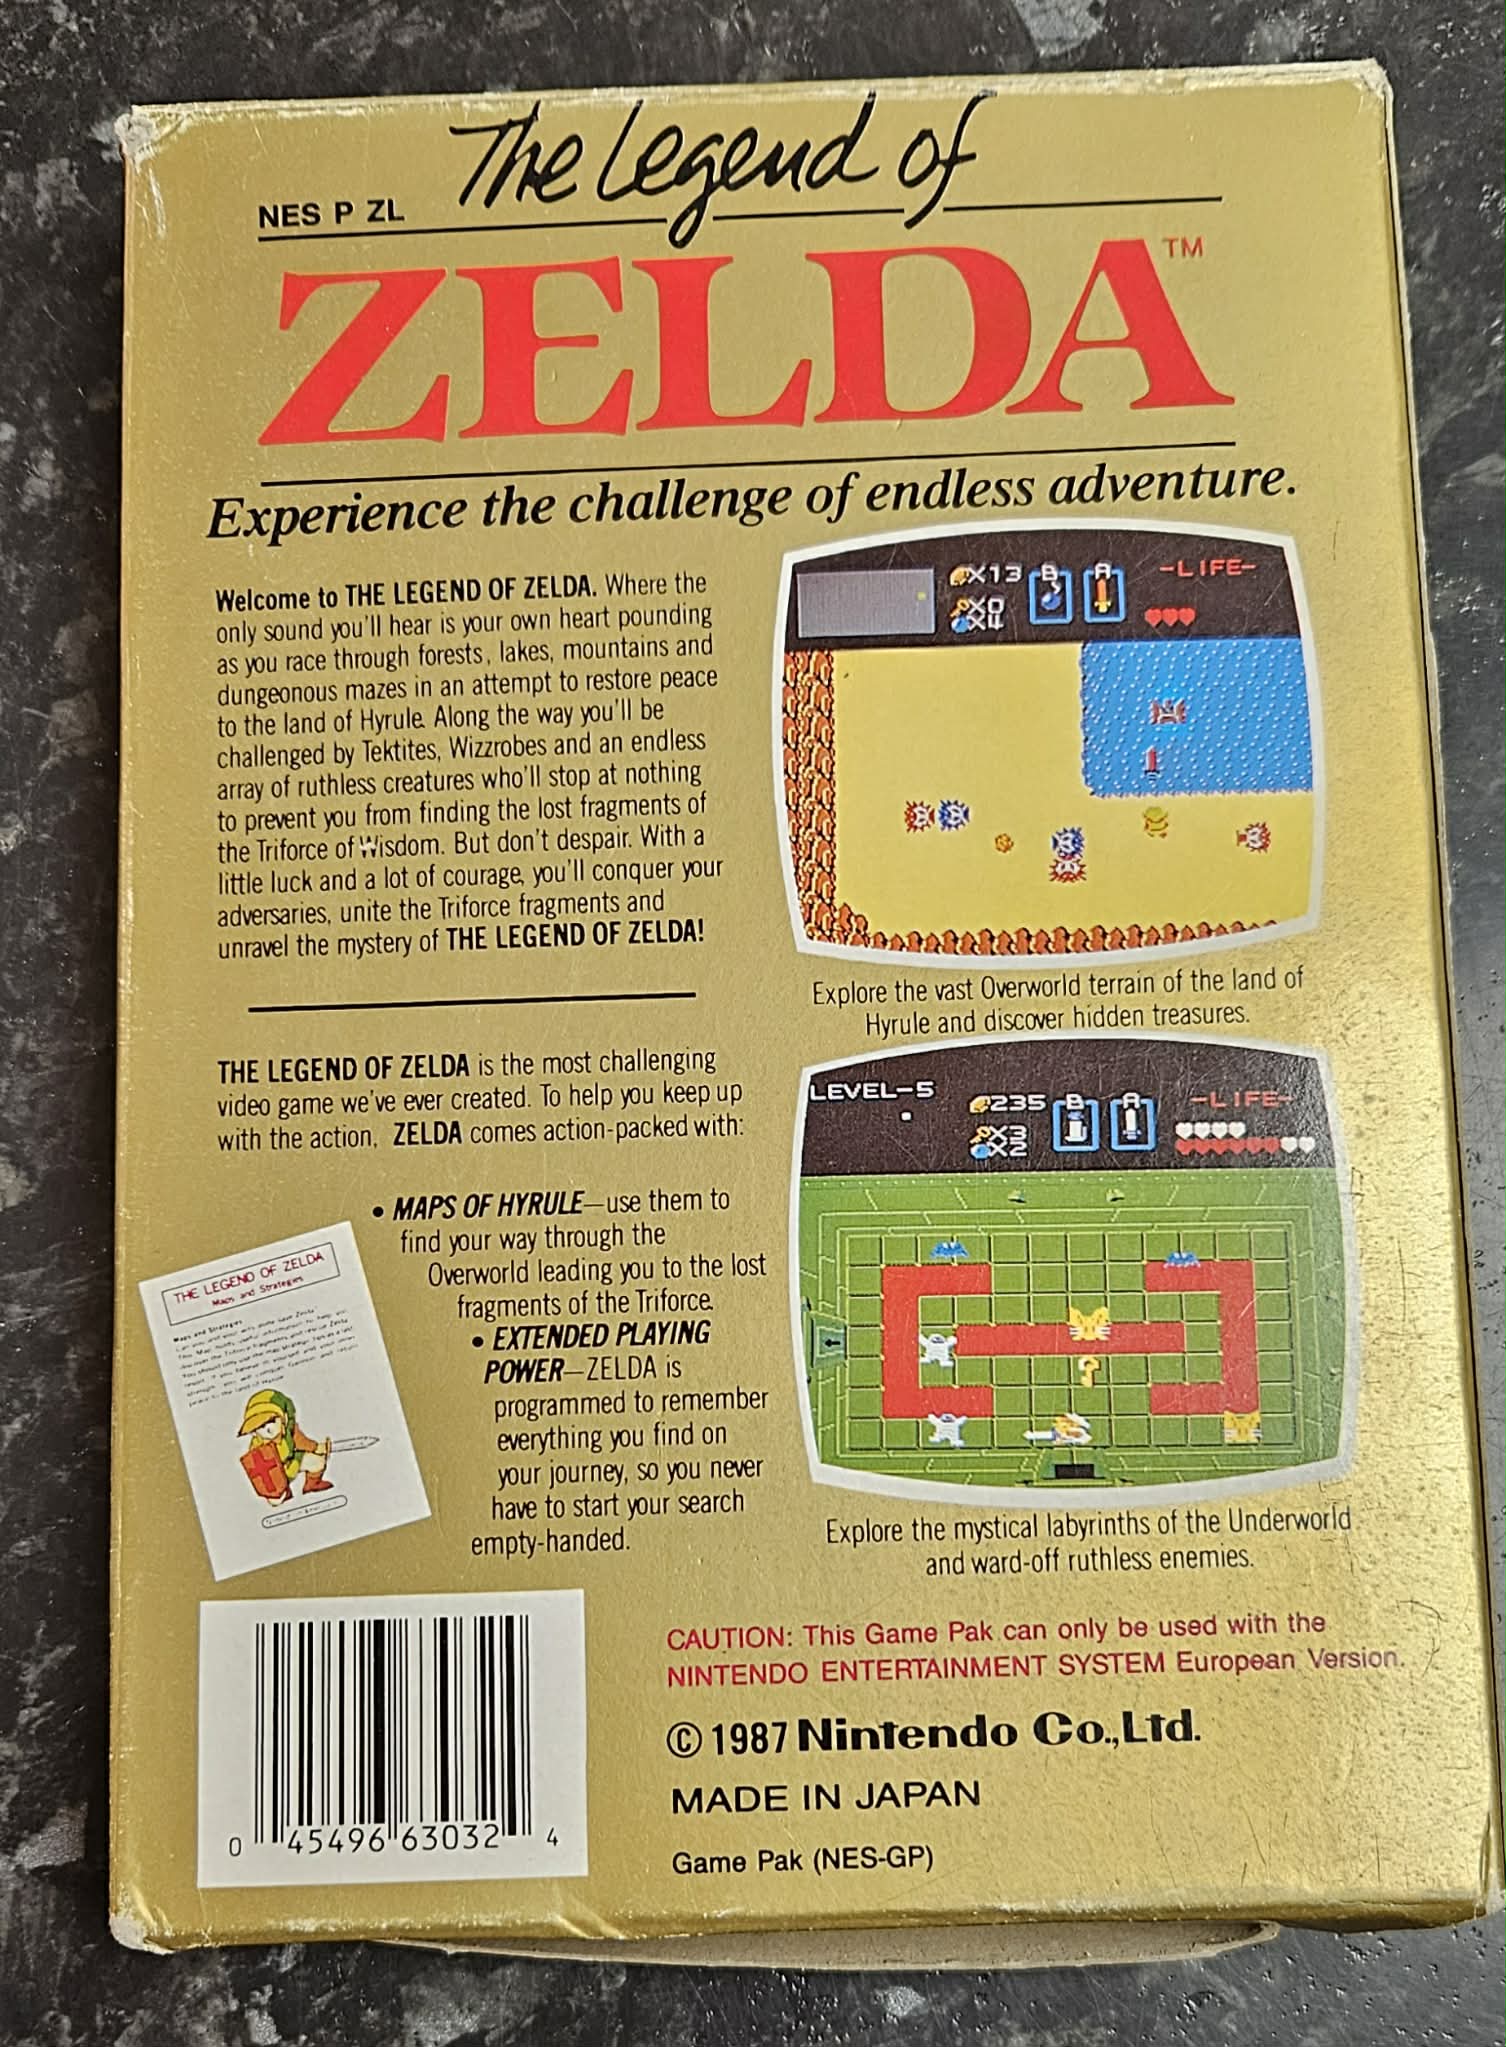 The Legend of
NES P ZL
ZELDA™
Experience the challenge of endless adventure.
Welcome to THE LEGEND OF ZELDA. Where the
only sound you'll hear is your own heart pounding
as you race through forests, lakes, mountains and
dungeonous mazes in an attempt to restore peace
to the land of Hyrule. Along the way you'll be
challenged by Tektites, Wizzrobes and an endless
array of ruthless creatures who'll stop at nothing
to prevent you from finding the lost fragments of
the Triforce of Wisdom. But don't despair. With a
little luck and a lot of courage, you'll conquer your
adversaries, unite the Triforce fragments and
unravel the mystery of THE LEGEND OF ZELDA!
X13
X0
X4
B
A
-LIFE-
Explore the vast Overworld terrain of the land of
Hyrule and discover hidden treasures.
THE LEGEND OF ZELDA is the most challenging
video game we've ever created. To help you keep up
with the action, ZELDA comes action-packed with:
• MAPS OF HYRULE—use them to
find your way through the
Overworld leading you to the lost
fragments of the Triforce.
• EXTENDED PLAYING
POWER—ZELDA is
programmed to remember
everything you find on
your journey, so you never
have to start your search
empty-handed.
THE LEGEND OF ZELDA
Maps and Strategies
Maps and Strategies
LEVEL-5
235
X3
X2
B
A
-LIFE-
Explore the mystical labyrinths of the Underworld
and ward-off ruthless enemies.
CAUTION: This Game Pak can only be used with the
NINTENDO ENTERTAINMENT SYSTEM European Version.
© 1987 Nintendo Co.,Ltd.
MADE IN JAPAN
Game Pak (NES-GP)
0 45496 63032 4